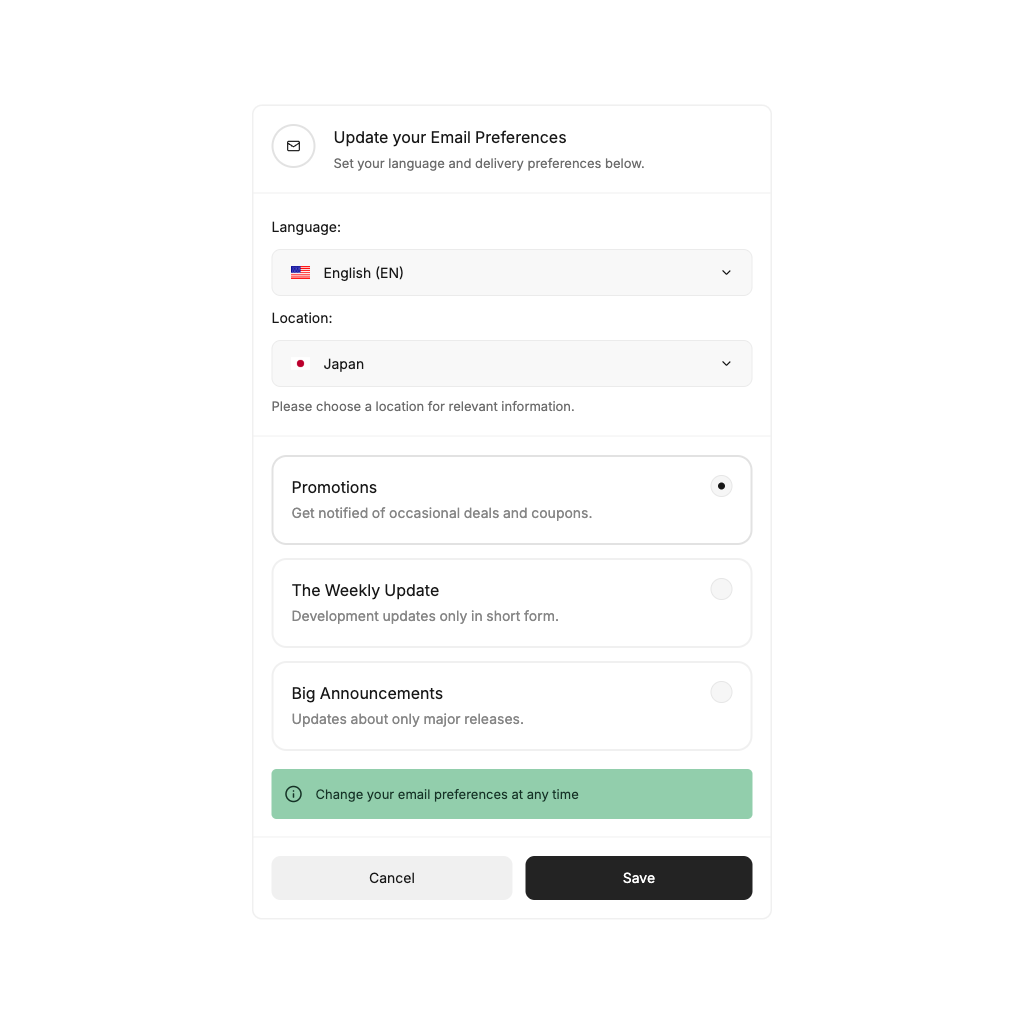 Update your Email Preferences
Set your language and delivery preferences below.
Language:
English (EN)
Location:
Japan
Please choose a location for relevant information.
Promotions
Get notified of occasional deals and coupons.
The Weekly Update
Development updates only in short form.
Big Announcements
Updates about only major releases.
Change your email preferences at any time
Cancel
Save